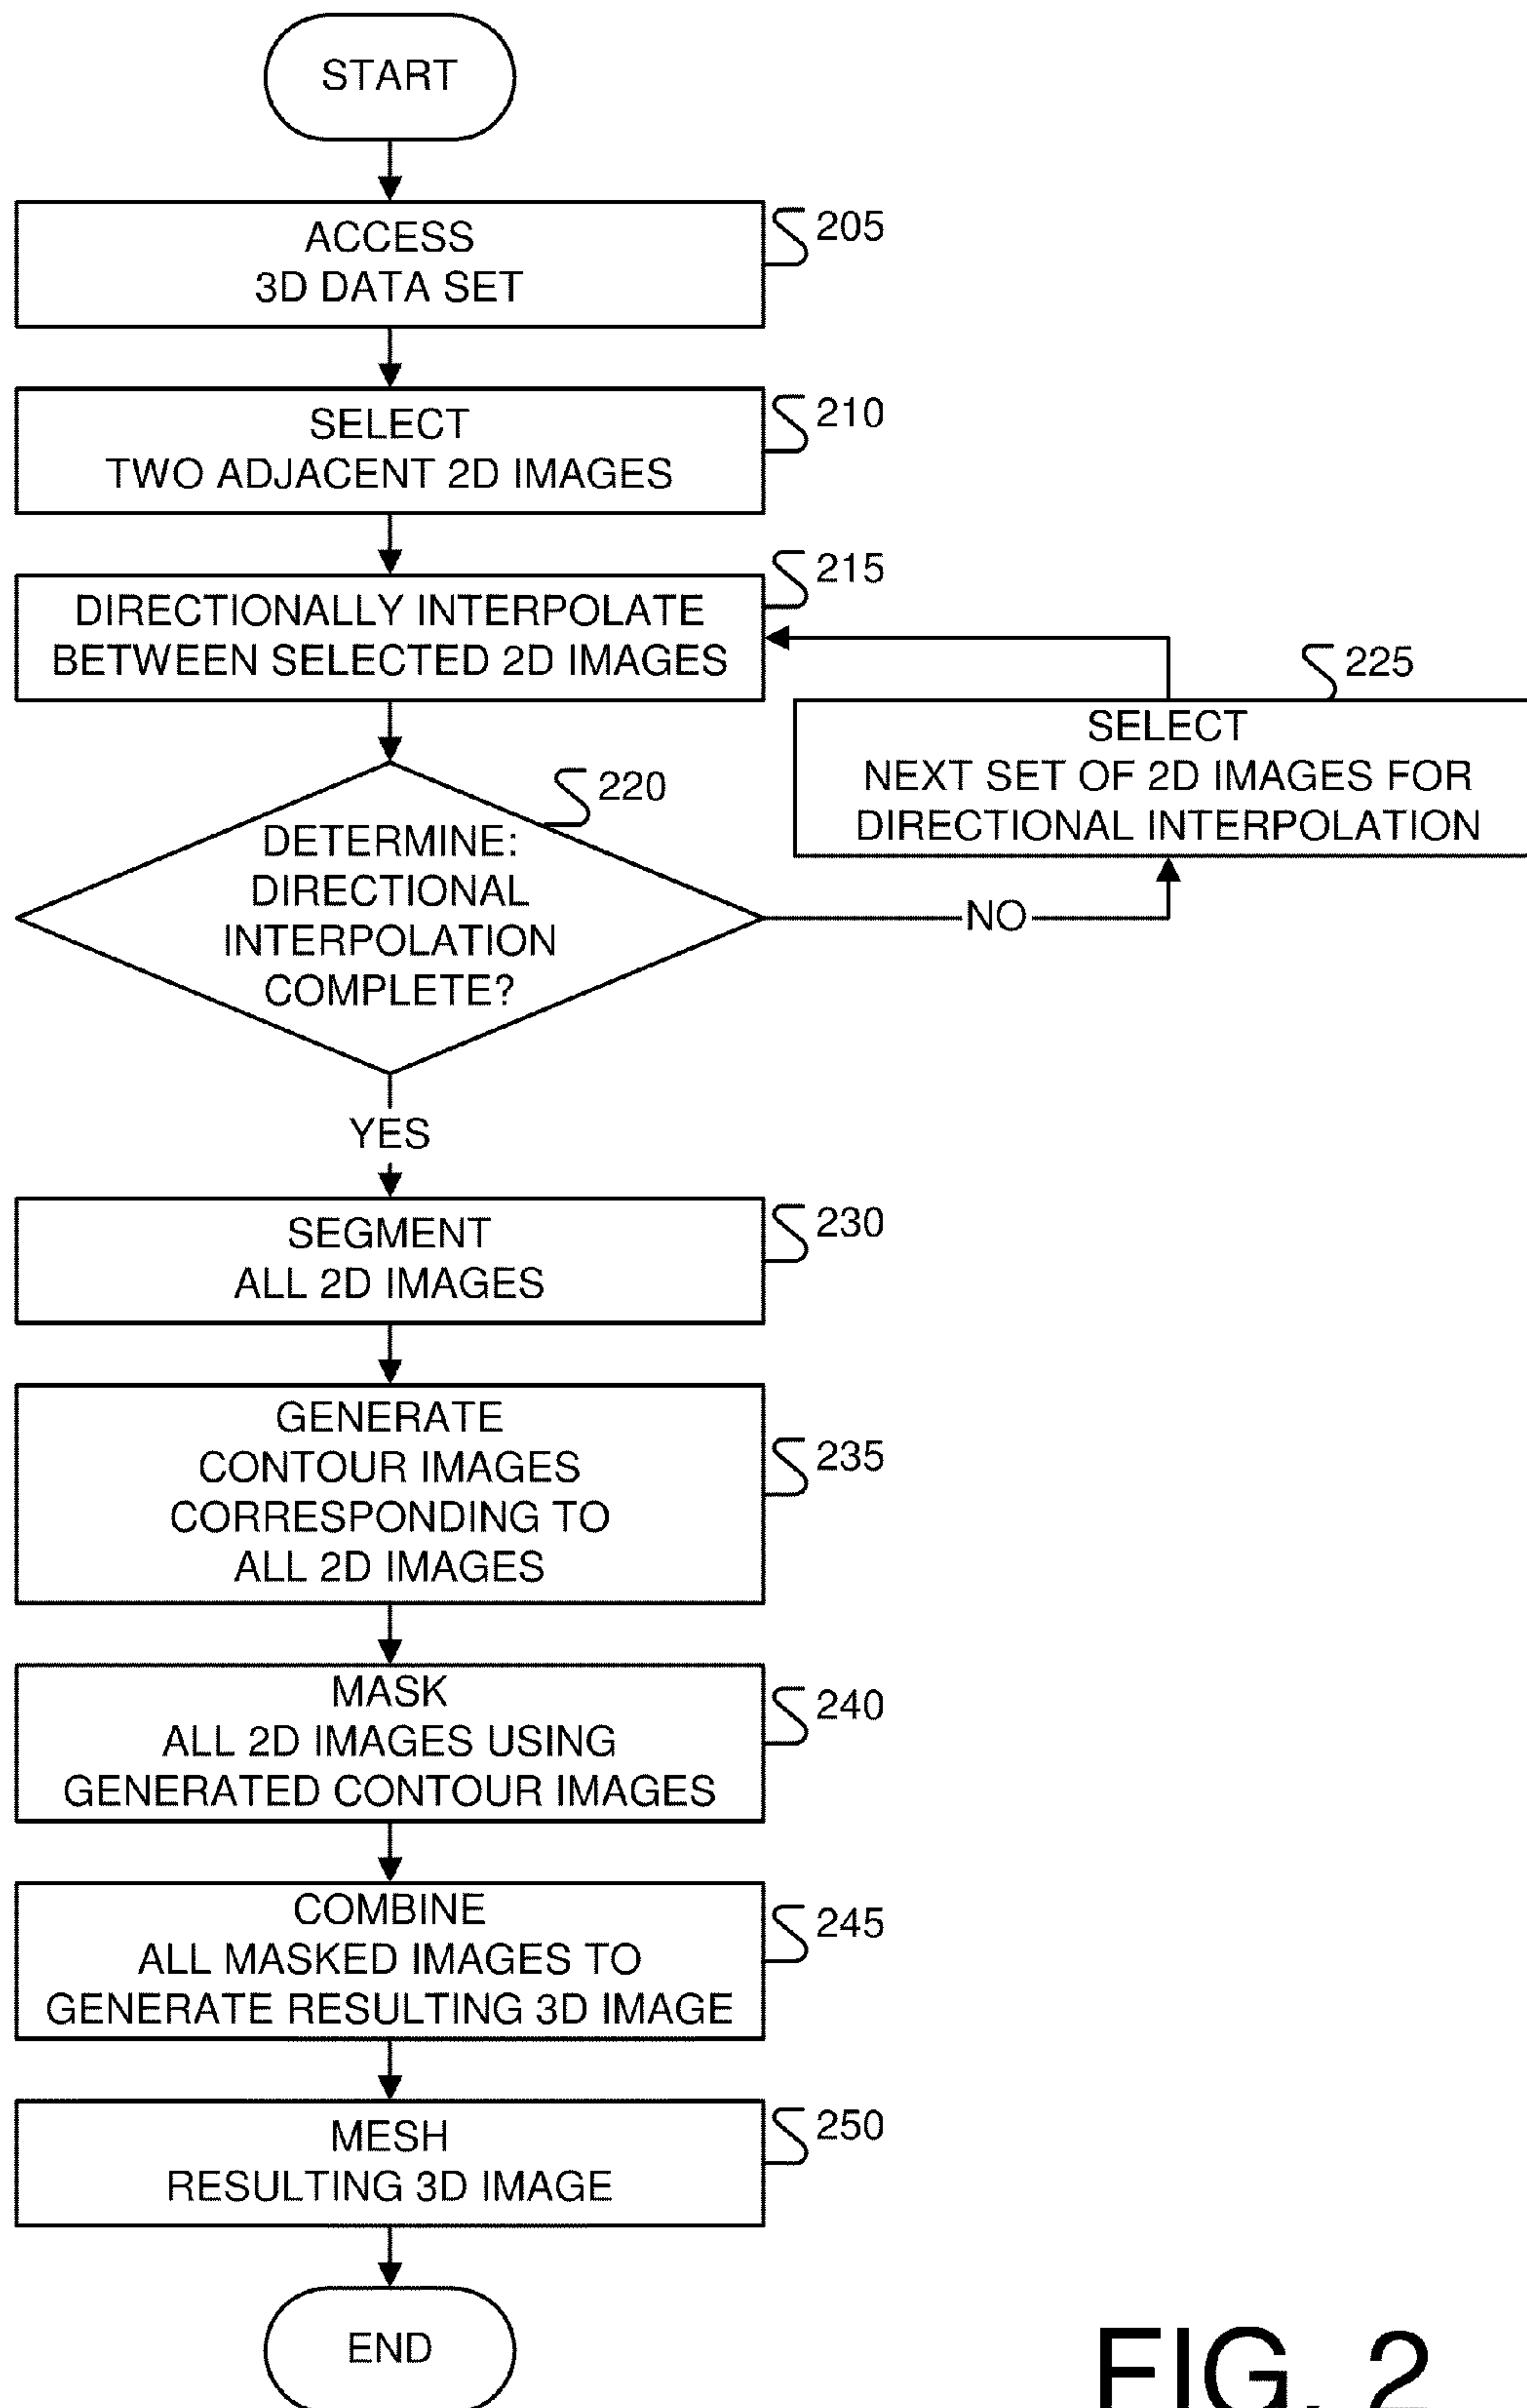 START
ACCESS
3D DATA SET
205
SELECT
TWO ADJACENT 2D IMAGES
210
DIRECTIONALLY INTERPOLATE
BETWEEN SELECTED 2D IMAGES
215
SELECT
NEXT SET OF 2D IMAGES FOR
DIRECTIONAL INTERPOLATION
225
DETERMINE:
DIRECTIONAL
INTERPOLATION
COMPLETE?
220
NO
YES
SEGMENT
ALL 2D IMAGES
230
GENERATE
CONTOUR IMAGES
CORRESPONDING TO
ALL 2D IMAGES
235
MASK
ALL 2D IMAGES USING
GENERATED CONTOUR IMAGES
240
COMBINE
ALL MASKED IMAGES TO
GENERATE RESULTING 3D IMAGE
245
MESH
RESULTING 3D IMAGE
250
END
FIG. 2